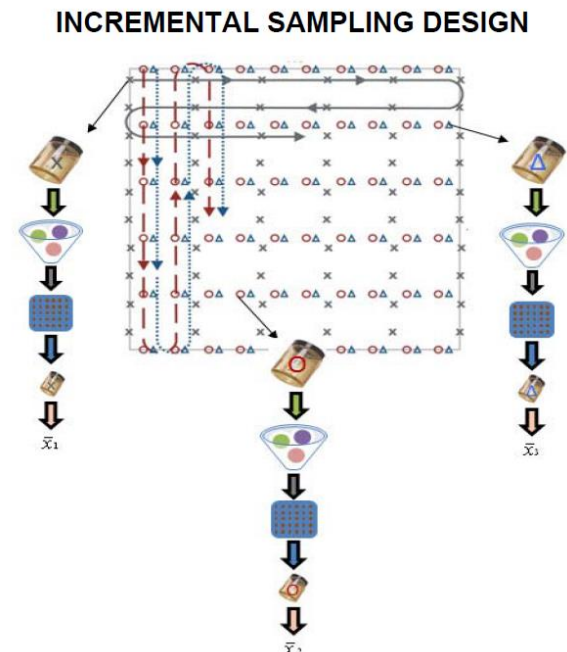 INCREMENTAL SAMPLING DESIGN
X
Δ
X
Δ
x̄₁
O
x̄₃
O
x̄₂